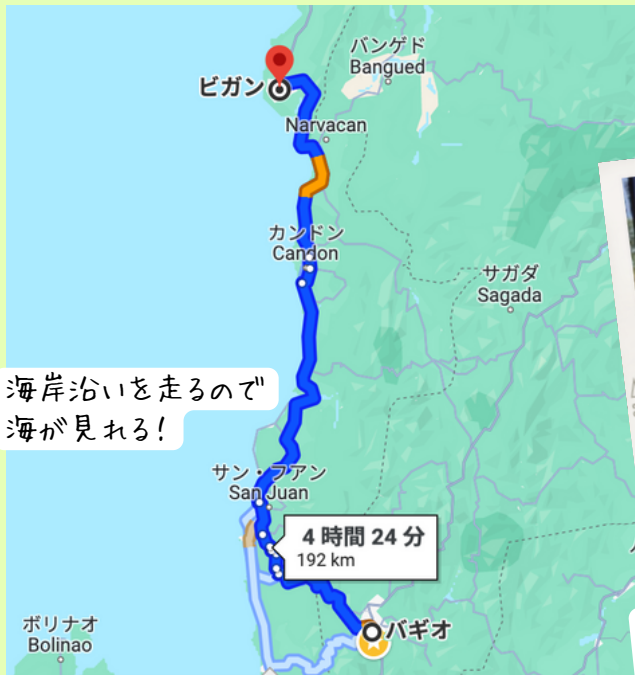 バンゲド
Bangued
ビガン
Narvacan
カンドン
Candon
サガダ
Sagada
海岸沿いを走るので
海が見れる!
サン・フアン
San Juan
4 時間 24 分
192 km
ボリナオ
Bolinao
バギオ